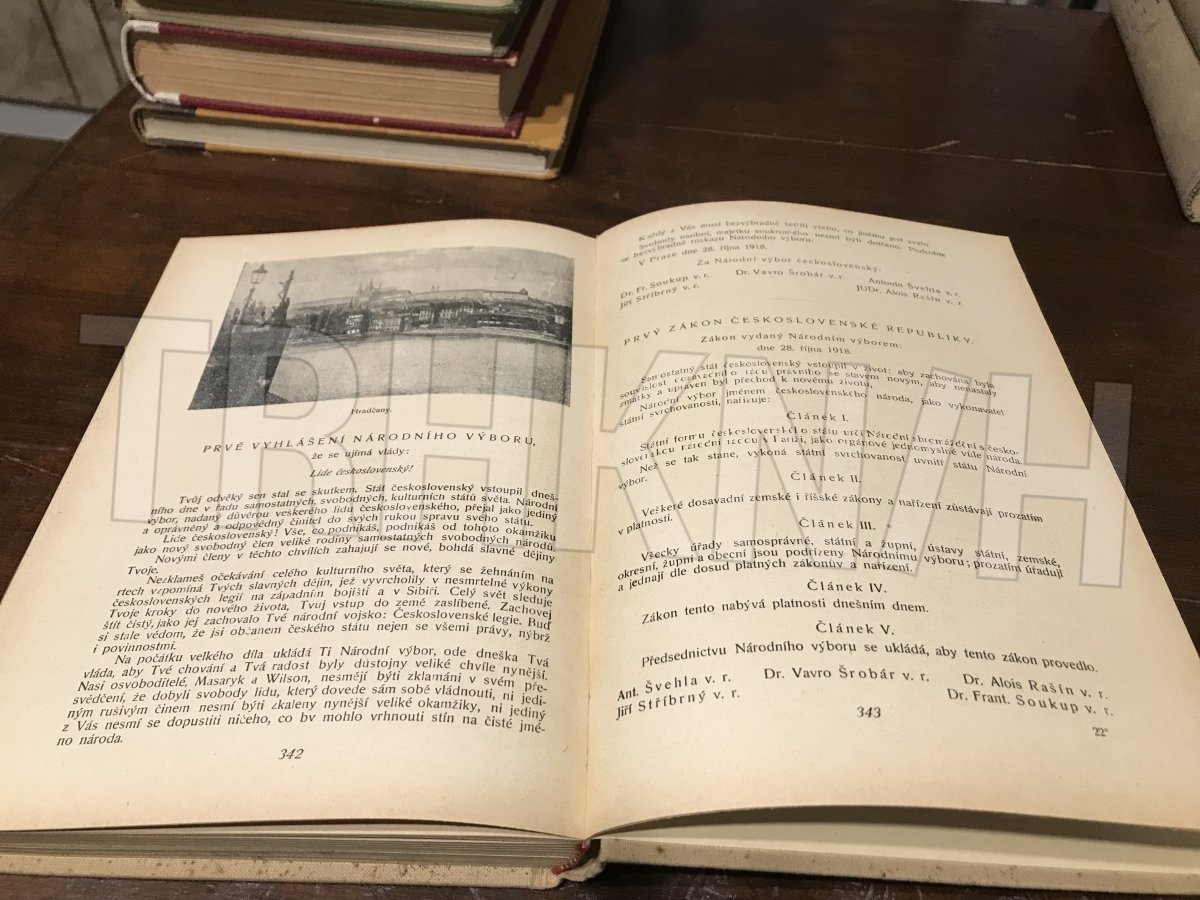 Hradčany.
PRVÉ VYHLÁŠENÍ NÁRODNÍHO VÝBORU,
že se ujímá vlády:
Lide československý!
Tvůj odvěký sen stal se skutkem. Stát československý vstoupil dneš-
ního dne v řadu samostatných, svobodných, kulturních států světa. Národní
výbor, nadaný důvěrou veškerého lidu československého, přejal jako jediný
a oprávněný a odpovědný činitel do svých rukou správu svého státu.
Lide československý! Vše, co podnikáš, podnikáš od tohoto okamžiku
jako nový svobodný člen veliké rodiny samostatných svobodných národů.
Novými členy v těchto chvílích zahajují se nové, bohdá slavné dějiny
Tvoje.
Nezklameš očekávání celého kulturního světa, který se žehnáním na
rtech vzpomíná Tvých slavných dějin, jež vyvrcholily v nesmrtelné výkony
československých legií na západním bojišti a v Sibiři. Celý svět sleduje
Tvoje kroky do nového života, Tvůj vstup do země zaslíbené. Zachovej
štít čistý, jako jej zachovalo Tvé národní vojsko: Československé legie. Buď
si stále vědom, že jsi občanem českého státu nejen se všemi právy, nýbrž
i povinnostmi.
Na počátku velkého díla ukládá Ti Národní výbor, ode dneška Tvá
vláda, aby Tvé chování a Tvá radost byly důstojny veliké chvíle nynější.
Naši osvoboditelé, Masaryk a Wilson, nesmějí býti zklamáni v svém pře-
svědčení, že dobyli svobody lidu, který dovede sám sobě vládnouti, ni jedi-
ným rušivým činem nesmí býti zkaleny nynější veliké okamžiky, ni jediný
z Vás nesmí se dopustiti ničeho, co by mohlo vrhnouti stín na čisté jmé-
no národa.
342
Každý z Vás musí bezvýhradně šetřiti všeho, co jinému jest svato.
Svobody osobní, majetku soukromého nesmí býti dotčeno. Podrobte
se bezvýhradně rozkazu Národního výboru.
V Praze dne 28. října 1918.
Za Národní výbor československý:
Dr. Fr. Soukup v. r. Dr. Vavro Šrobár v. r. Antonín Švehla v. r.
Jiří Stříbrný v. r. JUDr. Alois Rašín v. r.
PRVÝ ZÁKON ČESKOSLOVENSKÉ REPUBLIKY.
Zákon vydaný Národním výborem:
dne 28. října 1918.
Samostatný stát československý vstoupil v život: aby zachována byla
souvislost dosavadního řádu právního se stavem novým, aby nenastaly
zmatky a upraven byl přechod k novému životu,
Národní výbor jménem československého národa, jako vykonavatel
státní svrchovanosti, nařizuje:
Článek I.
Státní formu československého státu určí Národní shromáždění s česko-
slovenskou národní radou v Paříži, jako orgánové jednomyslné vůle národa.
Než se tak stane, vykoná státní svrchovanost uvnitř státu Národní
výbor.
Článek II.
Veškeré dosavadní zemské i říšské zákony a nařízení zůstávají prozatím
v platnosti.
Článek III.
Všecky úřady samosprávné, státní a župní, ústavy státní, zemské,
okresní, župní a obecní jsou podřízeny Národnímu výboru; prozatím úřadují
a jednají dle dosud platných zákonův a nařízení.
Článek IV.
Zákon tento nabývá platnosti dnešním dnem.
Článek V.
Předsednictvu Národního výboru se ukládá, aby tento zákon provedlo.
Ant. Švehla v. r. Dr. Vavro Šrobár v. r. Dr. Alois Rašín v. r.
Jiří Stříbrný v. r. Dr. Frant. Soukup v. r.
343
22*
TRHKNIH